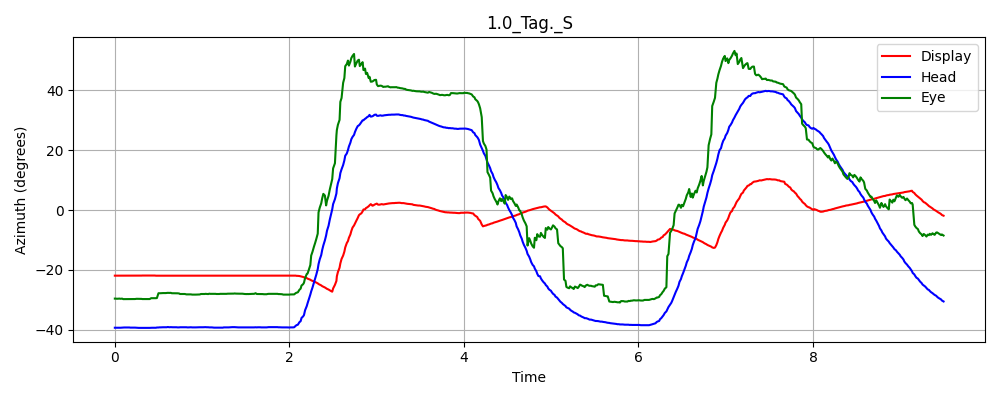 1.0_Tag._S
Display
Head
Eye
Azimuth (degrees)
40
20
0
−20
−40
0 2 4 6 8
Time